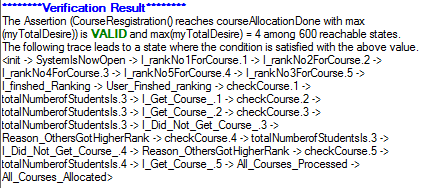 ********Verification Result********
The Assertion (CourseResgistration() reaches courseAllocationDone with max
(myTotalDesire)) is VALID and max(myTotalDesire) = 4 among 600 reachable states.
The following trace leads to a state where the condition is satisfied with the above value.
<init -> SystemIsNowOpen -> I_rankNo1ForCourse.1 -> I_rankNo2ForCourse.2 ->
I_rankNo4ForCourse.3 -> I_rankNo5ForCourse.4 -> I_rankNo3ForCourse.5 ->
I_finshed_Ranking -> User_Finshed_ranking -> checkCourse.1 ->
totalNumberofStudentsIs.3 -> I_Get_Course_.1 -> checkCourse.2 ->
totalNumberofStudentsIs.3 -> I_Get_Course_.2 -> checkCourse.3 ->
totalNumberofStudentsIs.3 -> I_Did_Not_Get_Course_.3 ->
Reason_OthersGotHigherRank -> checkCourse.4 -> totalNumberofStudentsIs.3 ->
I_Did_Not_Get_Course_.4 -> Reason_OthersGotHigherRank -> checkCourse.5 ->
totalNumberofStudentsIs.4 -> I_Get_Course_.5 -> All_Courses_Processed ->
All_Courses_Allocated>